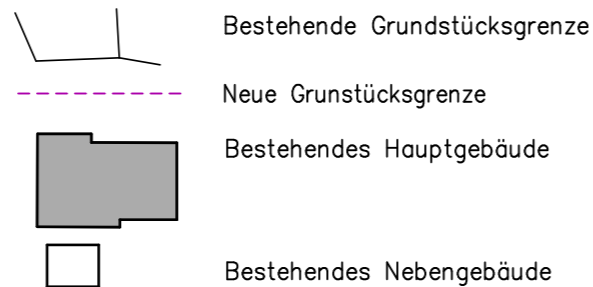 Bestehende Grundstücksgrenze
Neue Grunstücksgrenze
Bestehendes Hauptgebäude
Bestehendes Nebengebäude